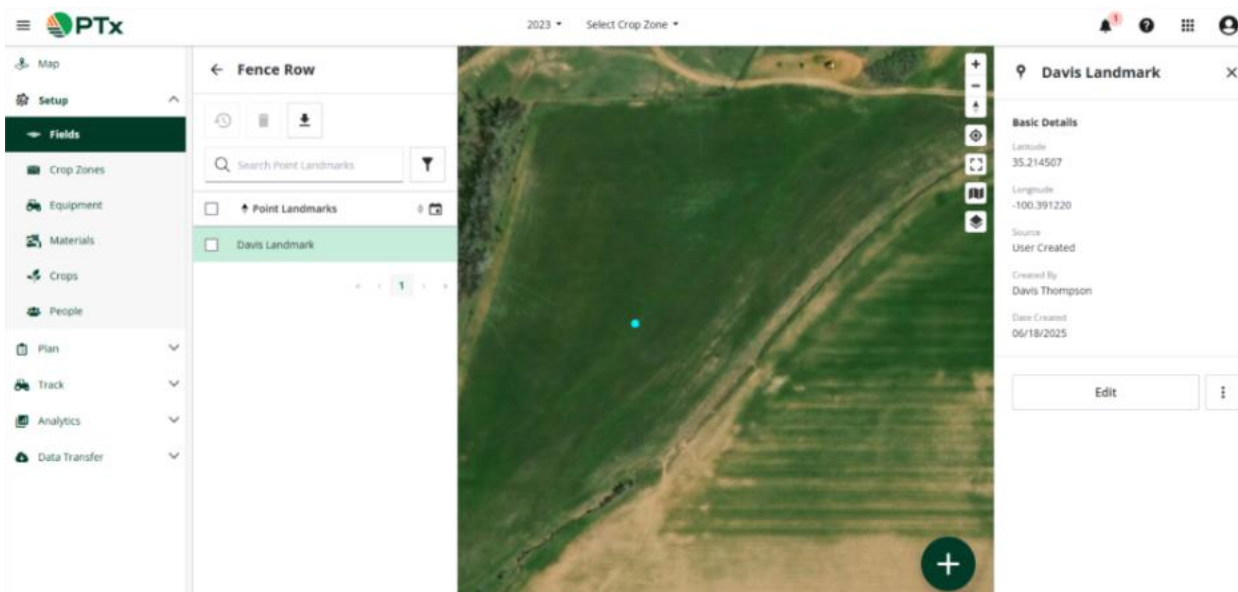 PTx
2023
Select Crop Zone
1
Map
Setup
Fields
Crop Zones
Equipment
Materials
Crops
People
Plan
Track
Analytics
Data Transfer
Fence Row
Search Point Landmarks
Point Landmarks
Davis Landmark
1
Davis Landmark
Basic Details
Latitude
35.214507
Longitude
-100.391220
Source
User Created
Created By
Davis Thompson
Date Created
06/18/2025
Edit